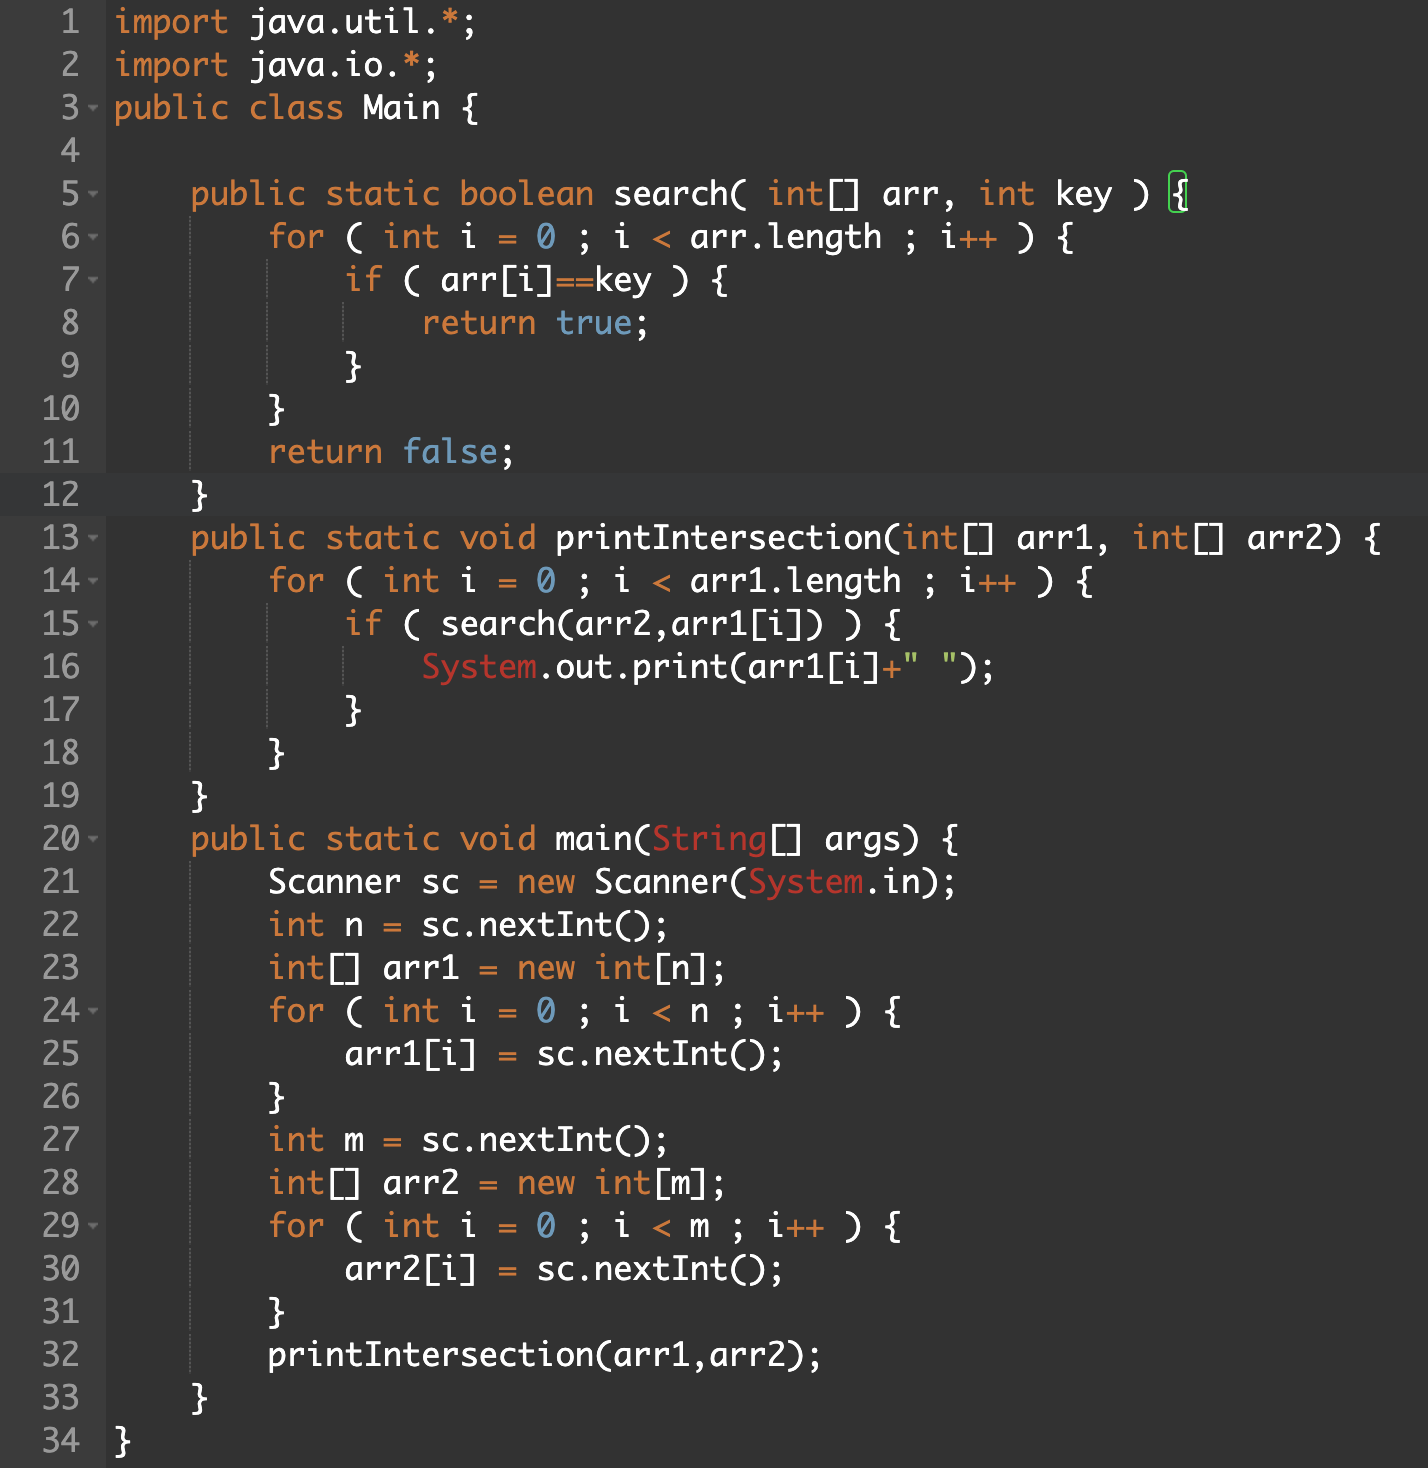 1 import java.util.*;
2 import java.io.*;
3 public class Main {
4
5     public static boolean search( int[] arr, int key ) {
6         for ( int i = 0 ; i < arr.length ; i++ ) {
7             if ( arr[i]==key ) {
8                 return true;
9             }
10         }
11         return false;
12     }
13     public static void printIntersection(int[] arr1, int[] arr2) {
14         for ( int i = 0 ; i < arr1.length ; i++ ) {
15             if ( search(arr2,arr1[i]) ) {
16                 System.out.print(arr1[i]+" ");
17             }
18         }
19     }
20     public static void main(String[] args) {
21         Scanner sc = new Scanner(System.in);
22         int n = sc.nextInt();
23         int[] arr1 = new int[n];
24         for ( int i = 0 ; i < n ; i++ ) {
25             arr1[i] = sc.nextInt();
26         }
27         int m = sc.nextInt();
28         int[] arr2 = new int[m];
29         for ( int i = 0 ; i < m ; i++ ) {
30             arr2[i] = sc.nextInt();
31         }
32         printIntersection(arr1,arr2);
33     }
34 }